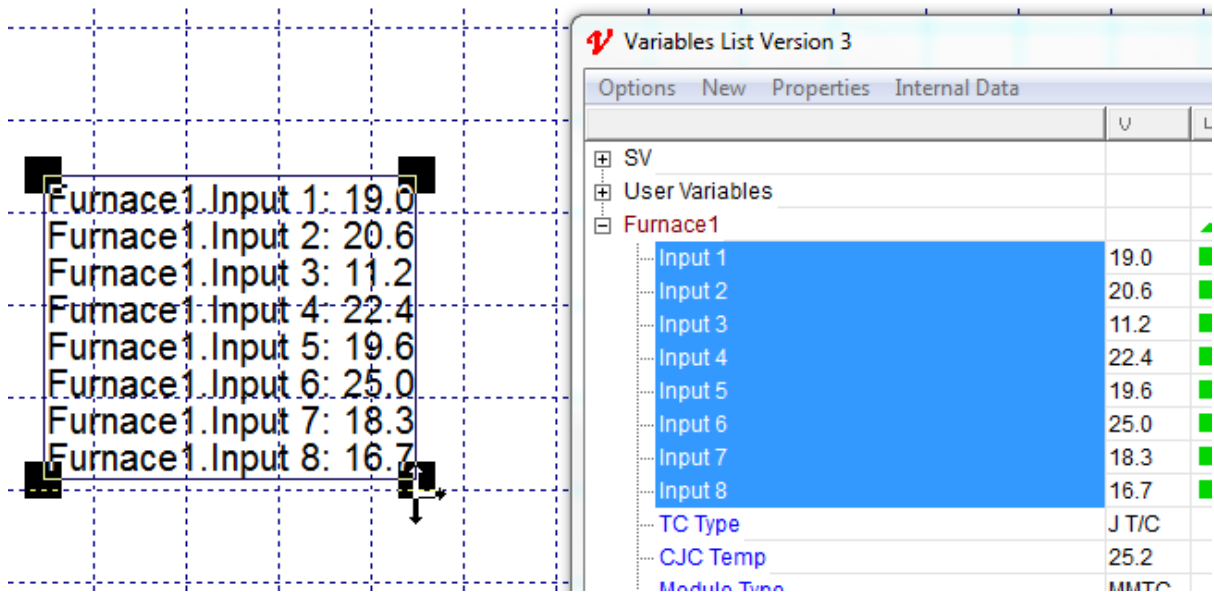 Furnace1.Input 1: 19.0
Furnace1.Input 2: 20.6
Furnace1.Input 3: 11.2
Furnace1.Input 4: 22.4
Furnace1.Input 5: 19.6
Furnace1.Input 6: 25.0
Furnace1.Input 7: 18.3
Furnace1.Input 8: 16.7
Variables List Version 3
Options New Properties Internal Data
V L
SV
User Variables
Furnace1
Input 1 19.0
Input 2 20.6
Input 3 11.2
Input 4 22.4
Input 5 19.6
Input 6 25.0
Input 7 18.3
Input 8 16.7
TC Type J T/C
CJC Temp 25.2
Module Type MMTC